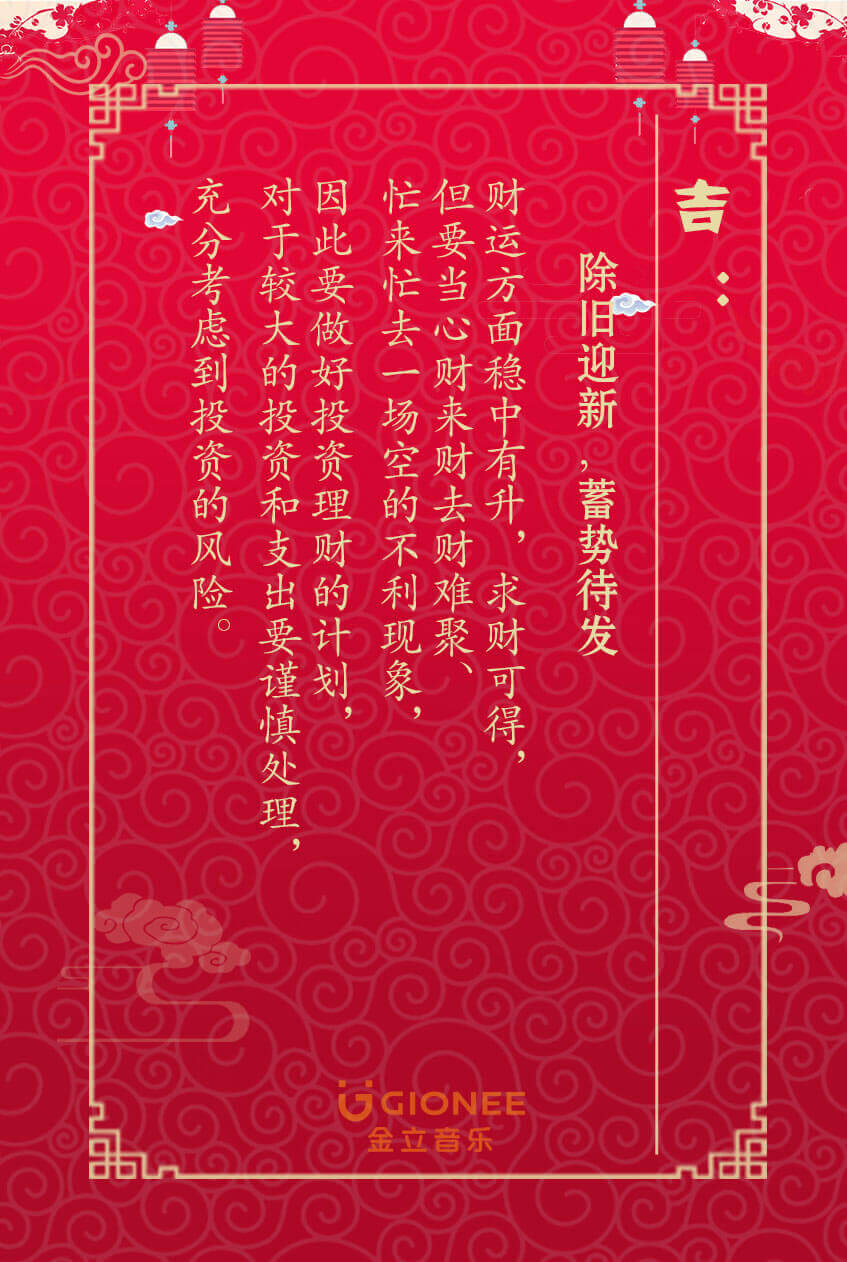 吉：
除旧迎新,蓄势待发
财运方面稳中有升，求财可得，
但要当心财来财去财难聚、
忙来忙去一场空的不利现象，
因此要做好投资理财的计划，
对于较大的投资和支出要谨慎处理，
充分考虑到投资的风险。
GIONEE
金立音乐